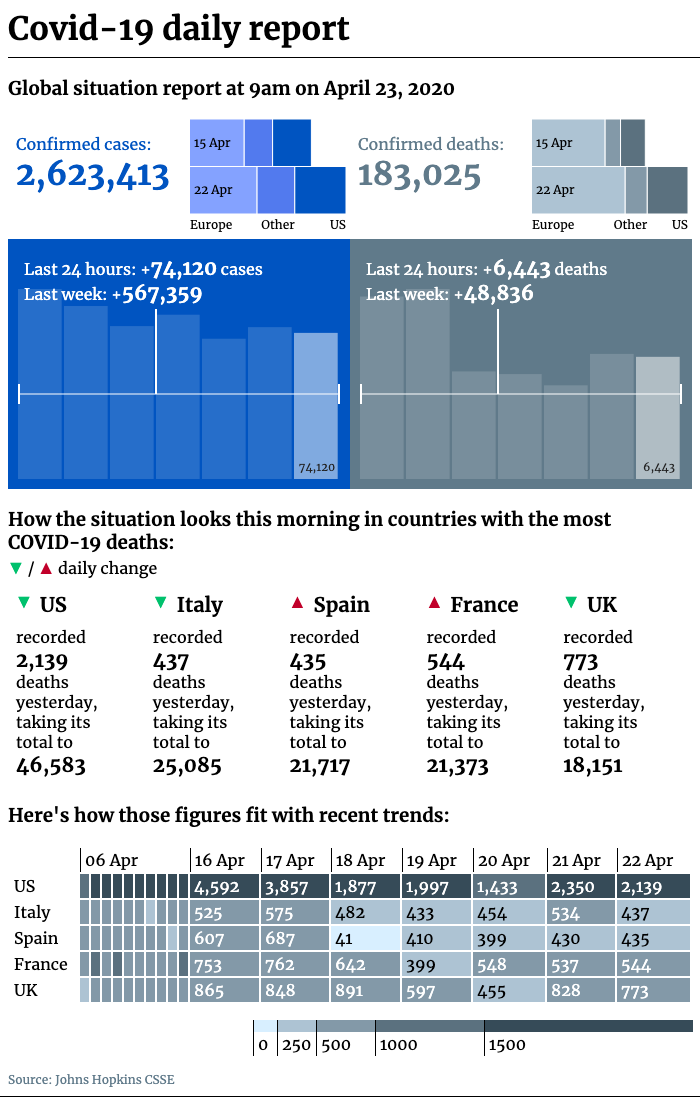 Covid-19 daily report
Global situation report at 9am on April 23, 2020
Confirmed cases:
2,623,413
15 Apr
22 Apr
Europe Other US
Confirmed deaths:
183,025
15 Apr
22 Apr
Europe Other US
Last 24 hours: +74,120 cases
Last week: +567,359
74,120
Last 24 hours: +6,443 deaths
Last week: +48,836
6,443
How the situation looks this morning in countries with the most
COVID-19 deaths:
▼ / ▲ daily change
▼ US
recorded
2,139
deaths
yesterday,
taking its
total to
46,583
▼ Italy
recorded
437
deaths
yesterday,
taking its
total to
25,085
▲ Spain
recorded
435
deaths
yesterday,
taking its
total to
21,717
▲ France
recorded
544
deaths
yesterday,
taking its
total to
21,373
▼ UK
recorded
773
deaths
yesterday,
taking its
total to
18,151
Here's how those figures fit with recent trends:
06 Apr 16 Apr 17 Apr 18 Apr 19 Apr 20 Apr 21 Apr 22 Apr
US 4,592 3,857 1,877 1,997 1,433 2,350 2,139
Italy 525 575 482 433 454 534 437
Spain 607 687 41 410 399 430 435
France 753 762 642 399 548 537 544
UK 865 848 891 597 455 828 773
0 250 500 1000 1500
Source: Johns Hopkins CSSE